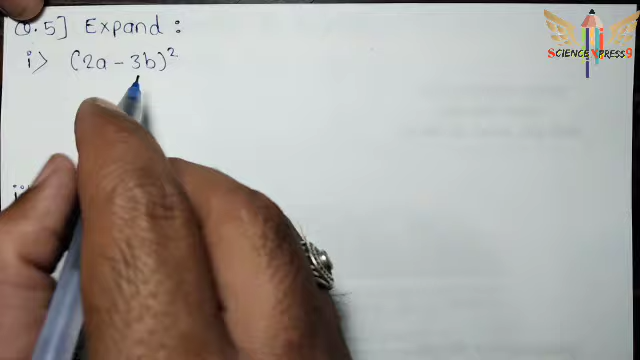 Q.5] Expand :
i> (2a - 3b)²
SCIENCE XPRESS9